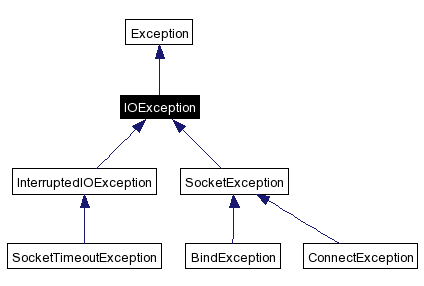 Exception
IOException
InterruptedIOException
SocketException
SocketTimeoutException
BindException
ConnectException